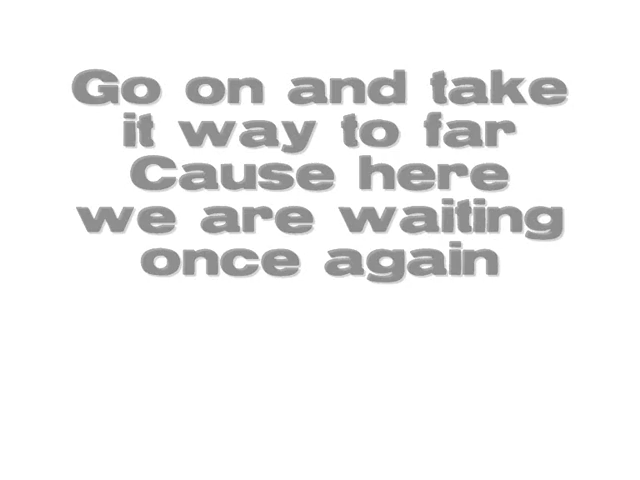 Go on and take
it way to far
Cause here
we are waiting
once again